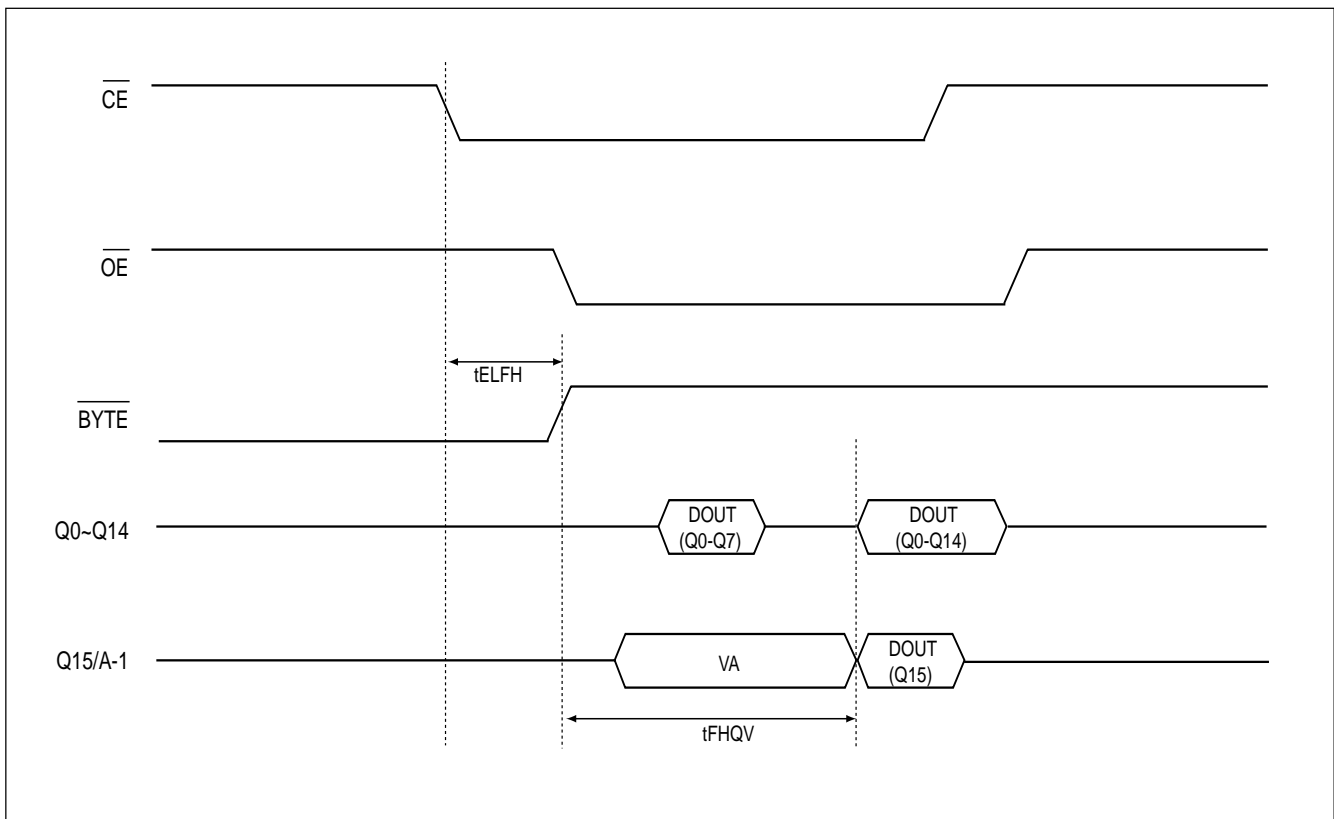 CE
OE
tELFH
BYTE
DOUT
(Q0-Q7)
DOUT
(Q0-Q14)
Q0~Q14
Q15/A-1
VA
DOUT
(Q15)
tFHQV